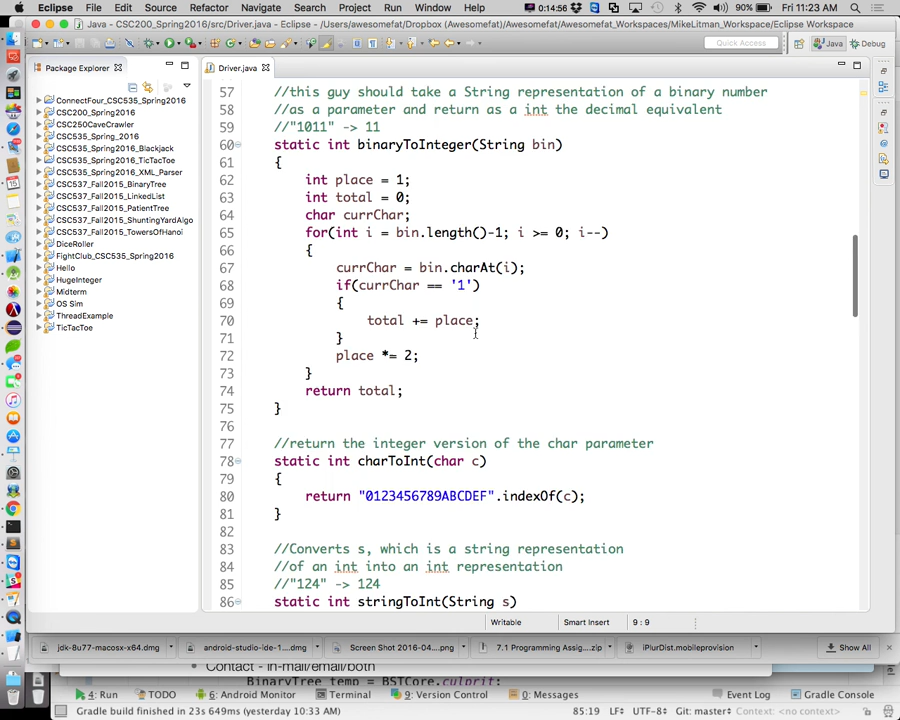 Eclipse File Edit Source Refactor Navigate Search Project Run Window Help 1:14:56 90% Fri 11:23 AM
Java - CSC200_Spring2016/src/Driver.java - Eclipse - /Users/awesomefat/Dropbox (Awesomefat)/Awesomefat_Workspaces/MikeLitman_Workspace/Eclipse Workspace
Quick Access Java Debug
Package Explorer
Driver.java
ConnectFour_CSC535_Spring2016
CSC200_Spring2016
CSC250CaveCrawler
CSC535_Spring_2016
CSC535_Spring2016_Blackjack
CSC535_Spring2016_TicTacToe
CSC535_Spring2016_XML_Parser
CSC537_Fall2015_BinaryTree
CSC537_Fall2015_LinkedList
CSC537_Fall2015_PatientTree
CSC537_Fall2015_ShuntingYardAlgo
CSC537_Fall2015_TowersOfHanoi
DiceRoller
FightClub_CSC535_Spring2016
Hello
HugeInteger
Midterm
OS Sim
ThreadExample
TicTacToe
57 //this guy should take a String representation of a binary number
58 //as a parameter and return as a int the decimal equivalent
59 //"1011" -> 11
60 static int binaryToInteger(String bin)
61 {
62 int place = 1;
63 int total = 0;
64 char currChar;
65 for(int i = bin.length()-1; i >= 0; i--)
66 {
67 currChar = bin.charAt(i);
68 if(currChar == '1')
69 {
70 total += place;
71 }
72 place *= 2;
73 }
74 return total;
75 }
76
77 //return the integer version of the char parameter
78 static int charToInt(char c)
79 {
80 return "0123456789ABCDEF".indexOf(c);
81 }
82
83 //Converts s, which is a string representation
84 //of an int into an int representation
85 //"124" -> 124
86 static int stringToInt(String s)
Writable Smart Insert 9 : 9
jdk-8u77-macosx-x64.dmg android-studio-ide-1....dmg Screen Shot 2016-04....png 7.1 Programming Assig....zip iPlurDist.mobileprovision Show All
Contact - in-mail/email/both
BinaryTree temp = BSTCore.culprit;
4: Run TODO 6: Android Monitor Terminal 9: Version Control 0: Messages Event Log Gradle Console
Gradle build finished in 23s 649ms (yesterday 10:33 AM) 85:19 LF÷ UTF-8÷ Git: master÷ Context: <no context>